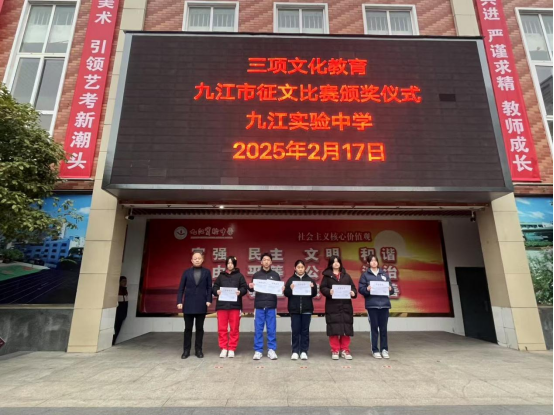 三项文化教育
九江市征文比赛颁奖仪式
九江实验中学
2025年2月17日
美术 引领艺考新潮头
共进 严谨求精 教师成长
社会主义核心价值观
富强 民主 文明 和谐